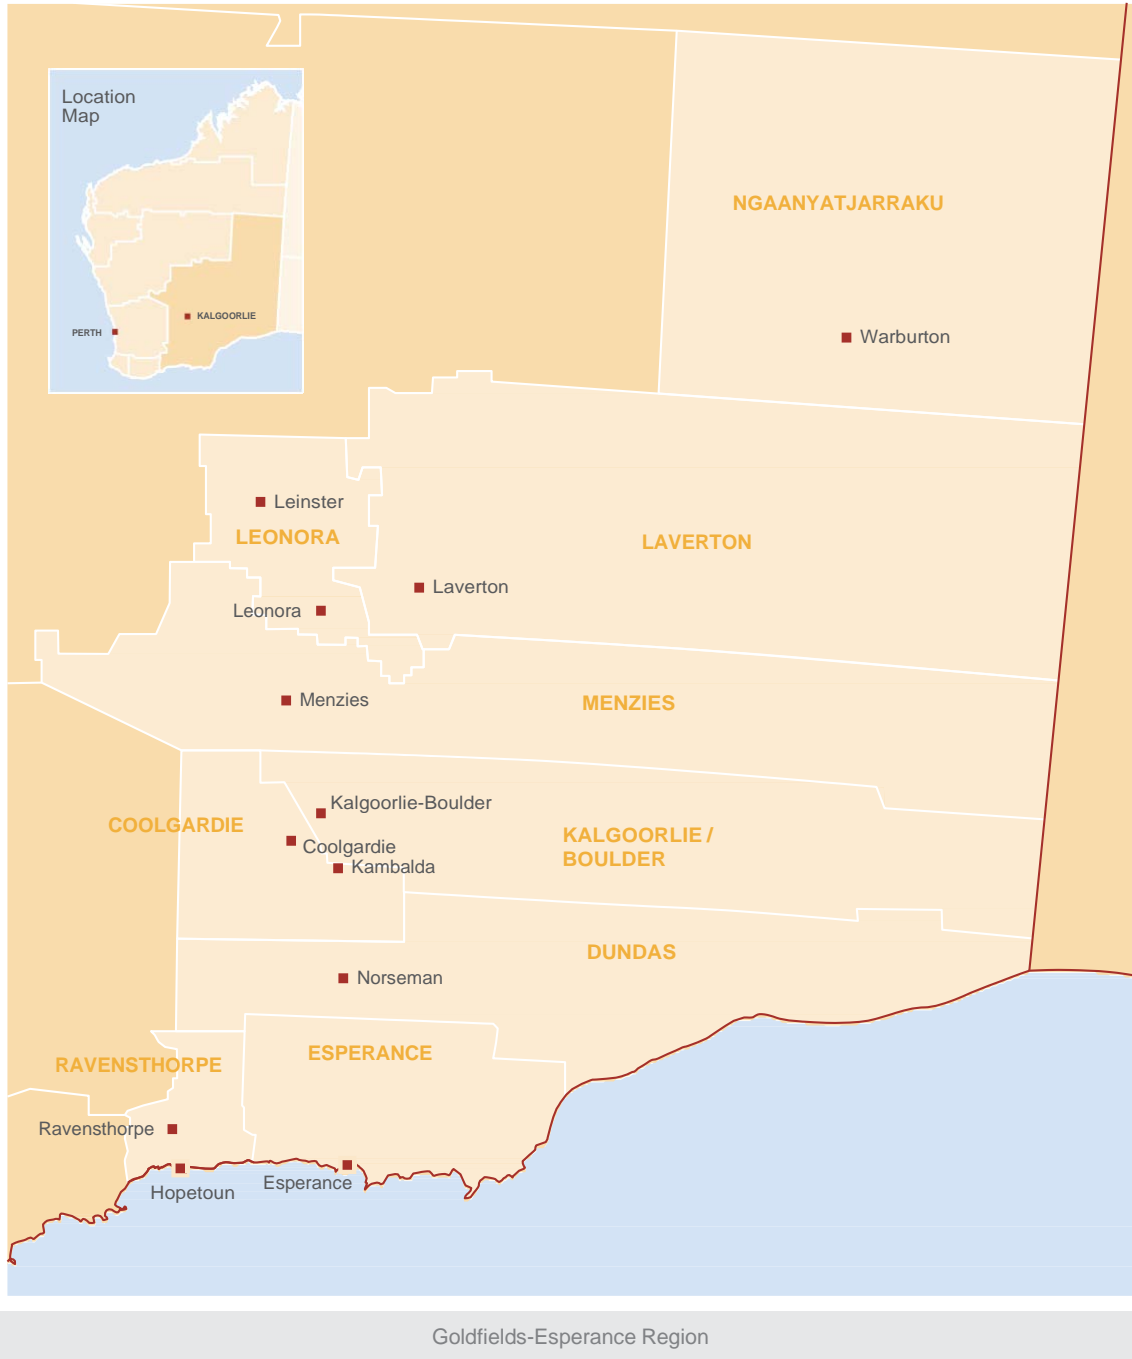 Location
Map
KALGOORLIE
PERTH
NGAANYATJARRAKU
Warburton
Leinster
LEONORA
LAVERTON
Laverton
Leonora
Menzies
MENZIES
Kalgoorlie-Boulder
COOLGARDIE
KALGOORLIE /
BOULDER
Coolgardie
Kambalda
DUNDAS
Norseman
ESPERANCE
RAVENSTHORPE
Ravensthorpe
Esperance
Hopetoun
Goldfields-Esperance Region